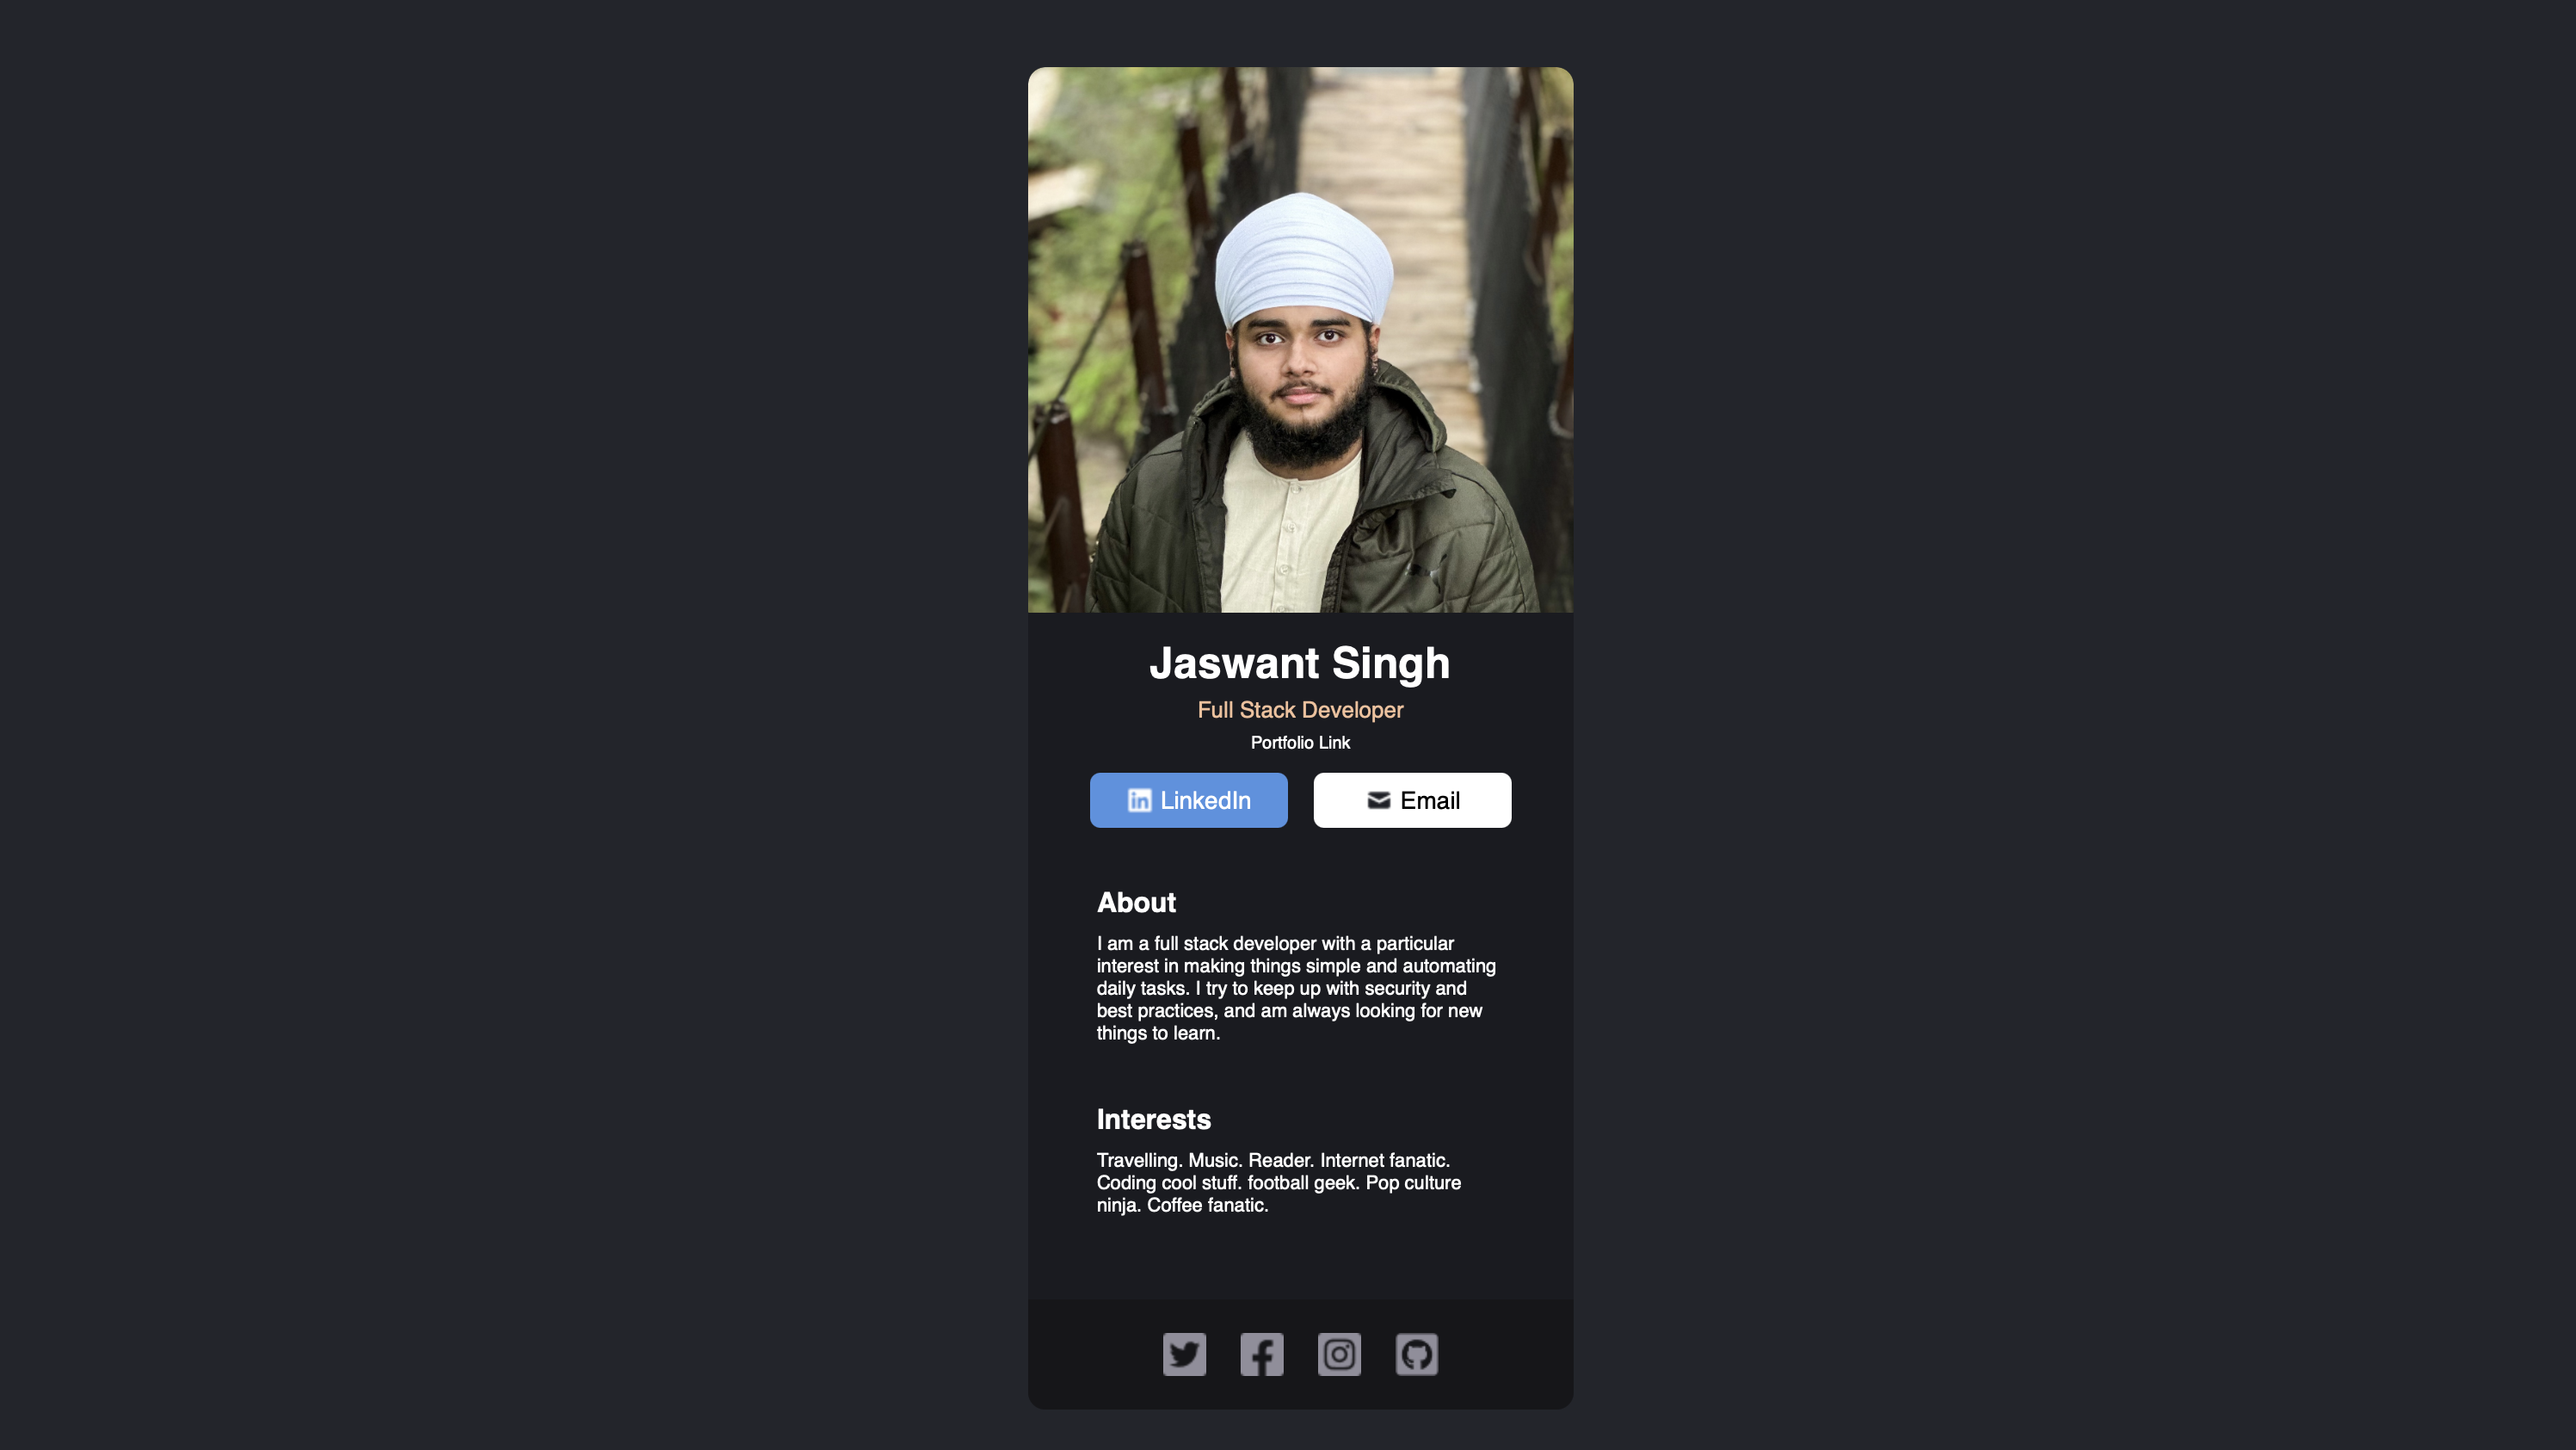 Jaswant Singh
Full Stack Developer
Portfolio Link
in LinkedIn
Email
About
I am a full stack developer with a particular
interest in making things simple and automating
daily tasks. I try to keep up with security and
best practices, and am always looking for new
things to learn.
Interests
Travelling. Music. Reader. Internet fanatic.
Coding cool stuff. football geek. Pop culture
ninja. Coffee fanatic.